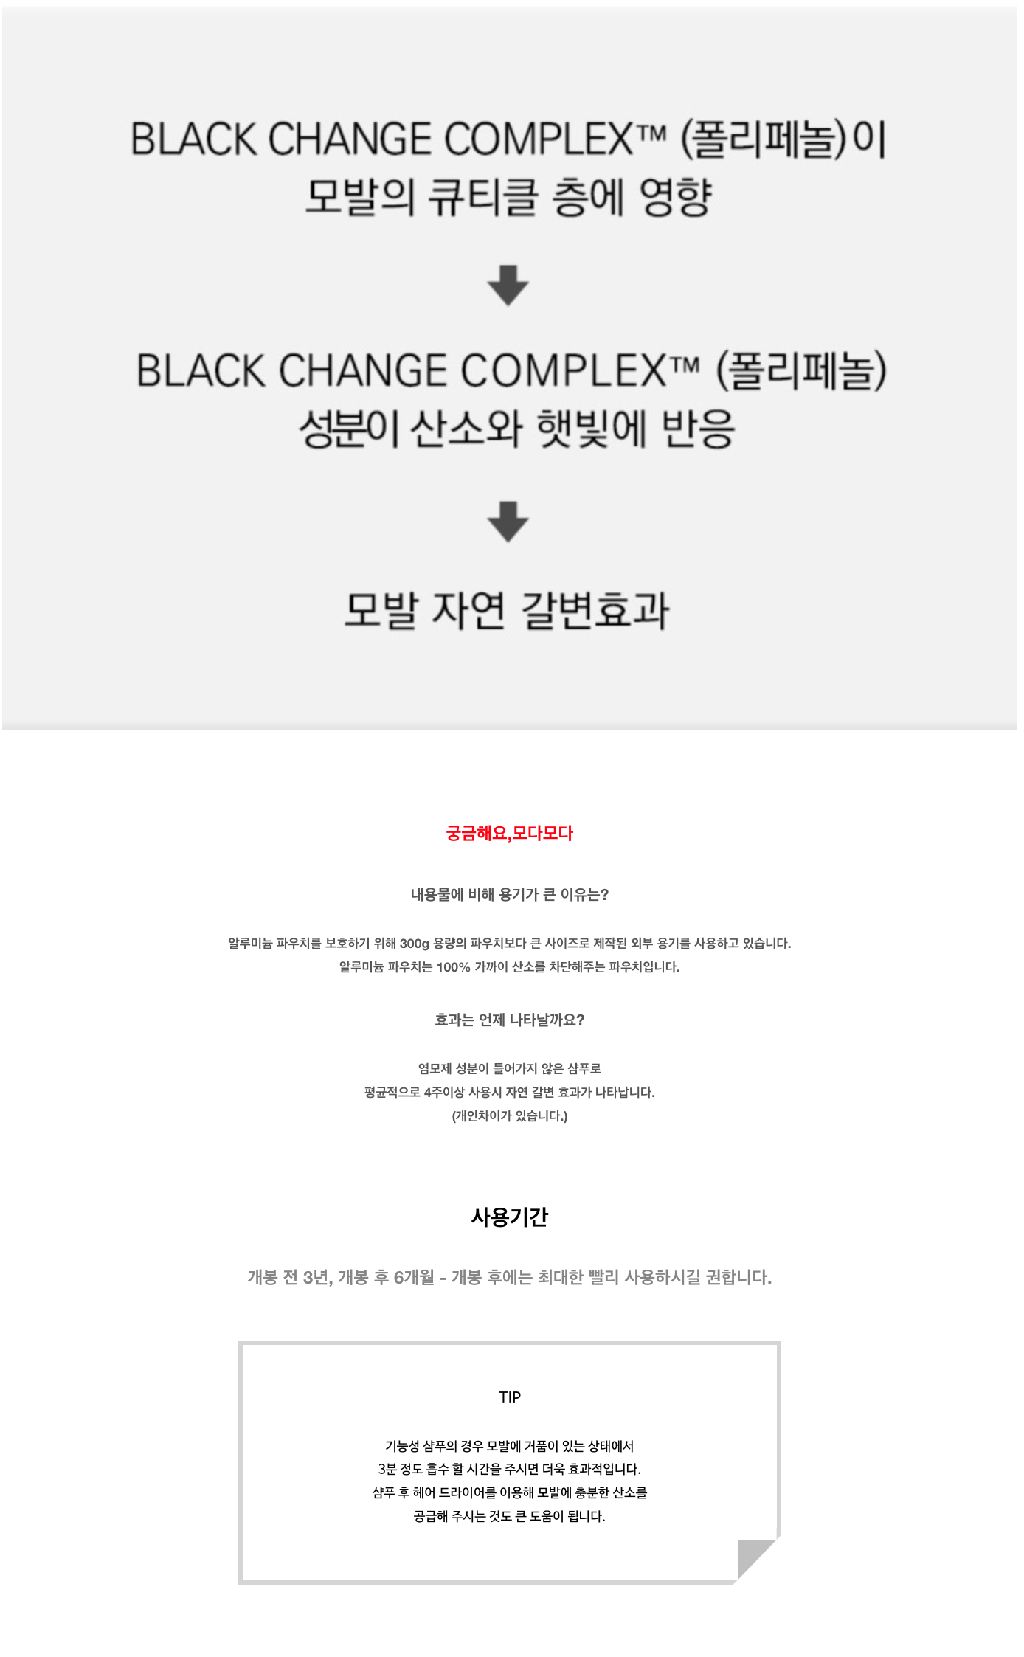 BLACK CHANGE COMPLEX™ (폴리페놀)이
모발의 큐티클 층에 영향
BLACK CHANGE COMPLEX™ (폴리페놀)
성분이 산소와 햇빛에 반응
모발 자연 갈변효과
궁금해요,모다모다
내용물에 비해 용기가 큰 이유는?
알루미늄 파우치를 보호하기 위해 300g 용량의 파우치보다 큰 사이즈로 제작된 외부 용기를 사용하고 있습니다.
알루미늄 파우치는 100% 가까이 산소를 차단해주는 파우치입니다.
효과는 언제 나타날까요?
염모제 성분이 들어가지 않은 샴푸로
평균적으로 4주이상 사용시 자연 갈변 효과가 나타납니다.
(개인차이가 있습니다.)
사용기간
개봉 전 3년, 개봉 후 6개월 - 개봉 후에는 최대한 빨리 사용하시길 권합니다.
TIP
기능성 샴푸의 경우 모발에 거품이 있는 상태에서
3분 정도 흡수 할 시간을 주시면 더욱 효과적입니다.
샴푸 후 헤어 드라이어를 이용해 모발에 충분한 산소를
공급해 주시는 것도 큰 도움이 됩니다.